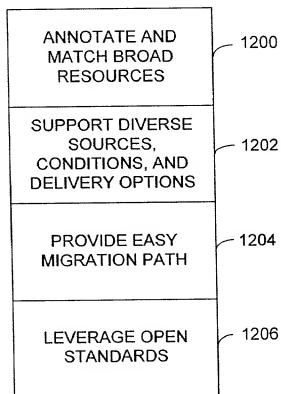 ANNOTATE AND
MATCH BROAD
RESOURCES
1200
SUPPORT DIVERSE
SOURCES,
CONDITIONS, AND
DELIVERY OPTIONS
1202
PROVIDE EASY
MIGRATION PATH
1204
LEVERAGE OPEN
STANDARDS
1206